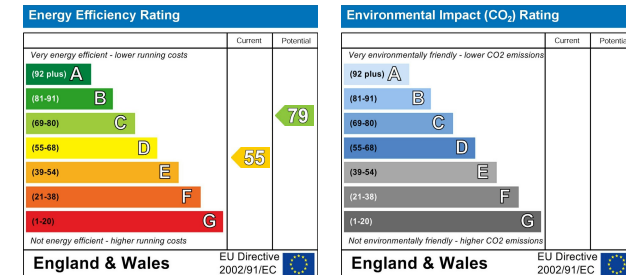 Energy Efficiency Rating
Current Potential
Very energy efficient - lower running costs
(92 plus) A
(81-91) B
(69-80) C
79
(55-68) D
55
(39-54) E
(21-38) F
(1-20) G
Not energy efficient - higher running costs
England & Wales
EU Directive
2002/91/EC
Environmental Impact (CO₂) Rating
Current Potential
Very environmentally friendly - lower CO2 emissions
(92 plus) A
(81-91) B
(69-80) C
(55-68) D
(39-54) E
(21-38) F
(1-20) G
Not environmentally friendly - higher CO2 emissions
England & Wales
EU Directive
2002/91/EC